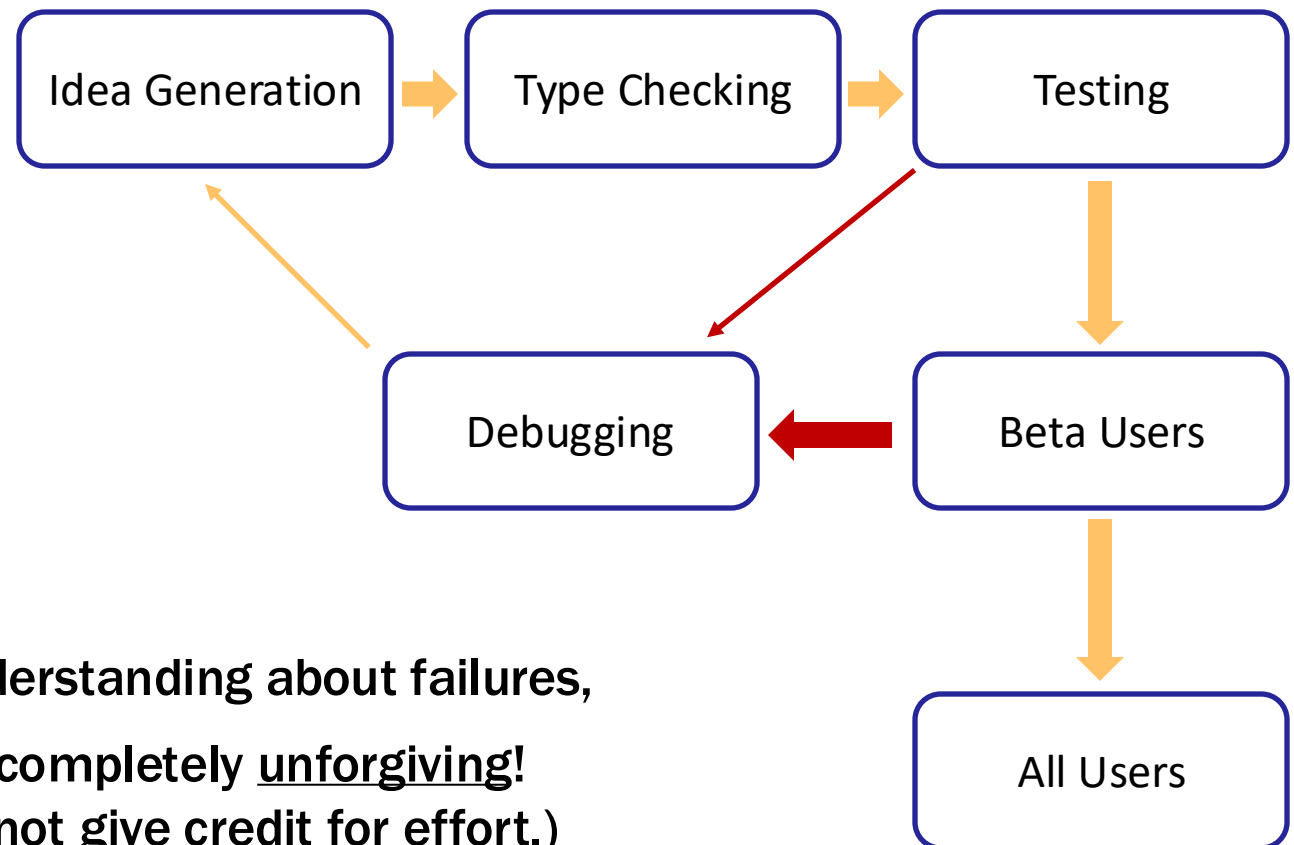 Idea Generation
Type Checking
Testing
Debugging
Beta Users
derstanding about failures,
completely unforgiving!
not give credit for effort.)
All Users